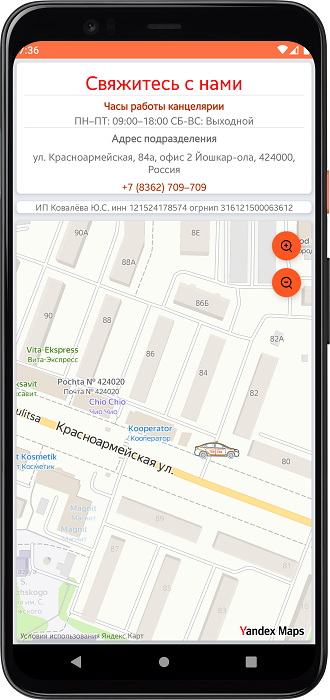 7:36
Свяжитесь с нами
Часы работы канцелярии
ПН-ПТ: 09:00-18:00 СБ-ВС: Выходной
Адрес подразделения
ул. Красноармейская, 84а, офис 2 Йошкар-ола, 424000,
Россия
+7 (8362) 709-709
ИП Ковалёва Ю.С. инн 121524178574 огрнип 316121500063612
90А
8Е
88А
86Б
90
88
86
84
82А
82
Vita-Ekspress
Вита-Экспресс
Pochta № 424020
Почта № 424020
Chio Chio
Чио Чио
ulitsa
Красноармейская ул.
Kooperator
Кооператор
80
t Kosmetik
т Косметик
Magnit
Магнит
Magnit
Магнит
89
81
87
85
83
Условия использования Яндекс.Карт
Yandex Maps